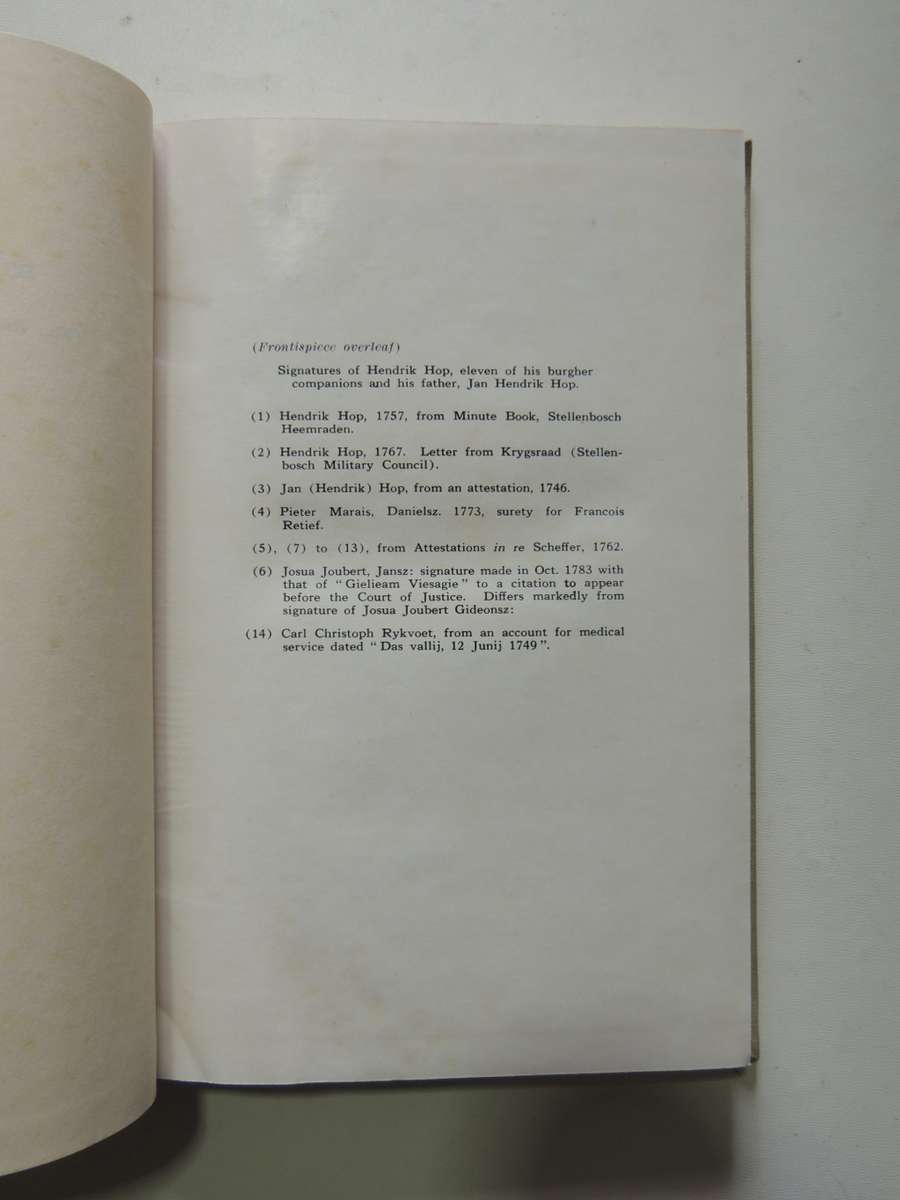 (Frontispiece overleaf)
Signatures of Hendrik Hop, eleven of his burgher
companions and his father, Jan Hendrik Hop.
(1) Hendrik Hop, 1757, from Minute Book, Stellenbosch
Heemraden.
(2) Hendrik Hop, 1767. Letter from Krygsraad (Stellen-
bosch Military Council).
(3) Jan (Hendrik) Hop, from an attestation, 1746.
(4) Pieter Marais, Danielsz. 1773, surety for Francois
Retief.
(5), (7) to (13), from Attestations in re Scheffer, 1762.
(6) Josua Joubert, Jansz: signature made in Oct. 1783 with
that of “Gielieam Viesagie” to a citation to appear
before the Court of Justice. Differs markedly from
signature of Josua Joubert Gideonsz:
(14) Carl Christoph Rykvoet, from an account for medical
service dated “Das vallij, 12 Junij 1749”.